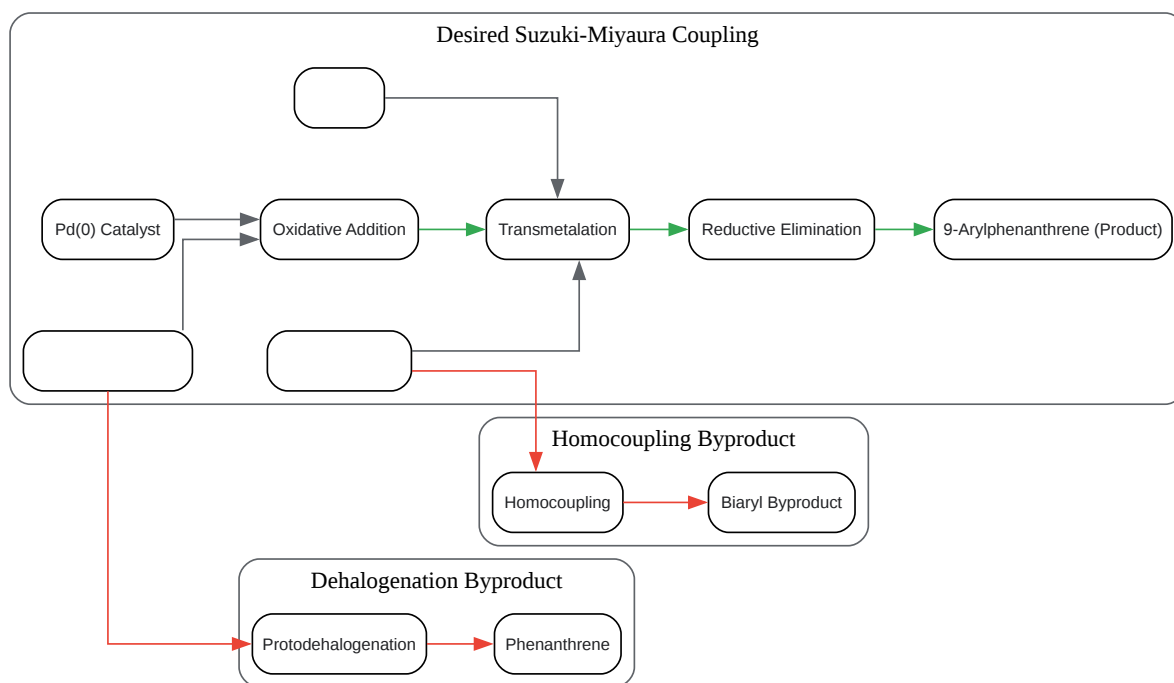 Desired Suzuki-Miyaura Coupling
Pd(0) Catalyst
Oxidative Addition
Transmetalation
Reductive Elimination
9-Arylphenanthrene (Product)
Homocoupling Byproduct
Homocoupling
Biaryl Byproduct
Dehalogenation Byproduct
Protodehalogenation
Phenanthrene